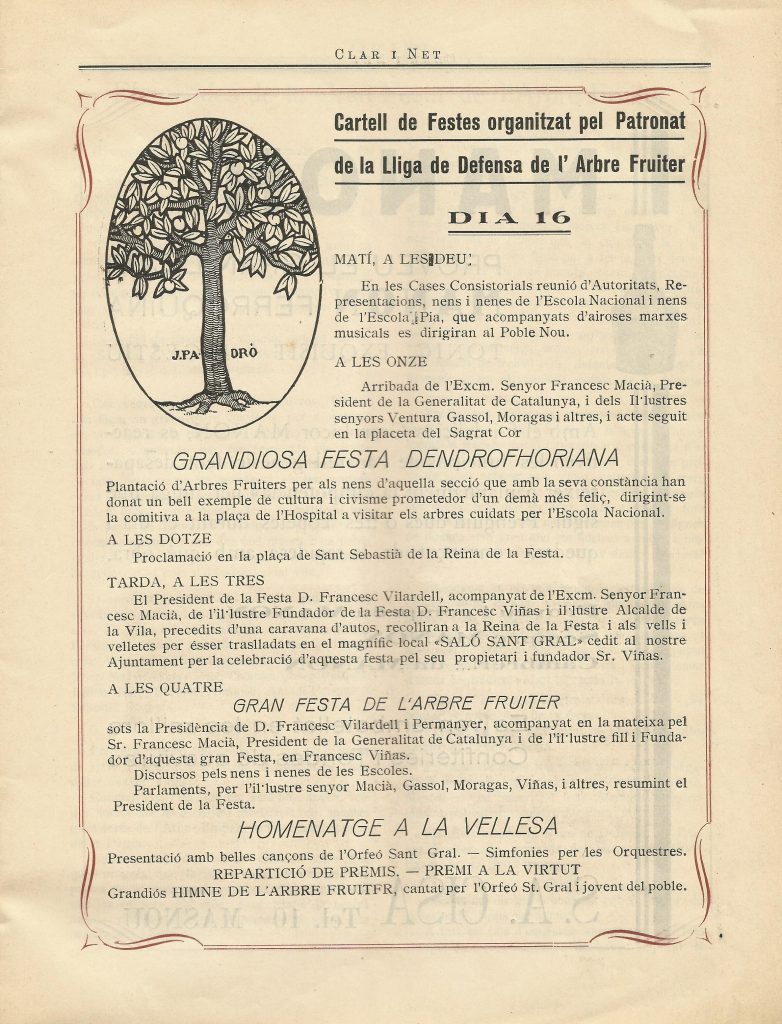 CLAR I NET
Cartell de Festes organitzat pel Patronat
de la Lliga de Defensa de l' Arbre Fruiter
DIA 16
J. PA-DRÒ
MATÍ, A LES DEU:
En les Cases Consistorials reunió d'Autoritats, Re-
presentacions, nens i nenes de l'Escola Nacional i nens
de l'Escola Pia, que acompanyats d'airoses marxes
musicals es dirigiran al Poble Nou.
A LES ONZE
Arribada de l'Excm. Senyor Francesc Macià, Pre-
sident de la Generalitat de Catalunya, i dels Il·lustres
senyors Ventura Gassol, Moragas i altres, i acte seguit
en la placeta del Sagrat Cor
GRANDIOSA FESTA DENDROFHORIANA
Plantació d'Arbres Fruiters per als nens d'aquella secció que amb la seva constància han
donat un bell exemple de cultura i civisme prometedor d'un demà més feliç, dirigint-se
la comitiva a la plaça de l'Hospital a visitar els arbres cuidats per l'Escola Nacional.
A LES DOTZE
Proclamació en la plaça de Sant Sebastià de la Reina de la Festa.
TARDA, A LES TRES
El President de la Festa D. Francesc Vilardell, acompanyat de l'Excm. Senyor Fran-
cesc Macià, de l'il·lustre Fundador de la Festa D. Francesc Viñas i il·lustre Alcalde de
la Vila, precedits d'una caravana d'autos, recolliran a la Reina de la Festa i als vells i
velletes per ésser traslladats en el magnífic local «SALÓ SANT GRAL» cedit al nostre
Ajuntament per la celebració d'aquesta festa pel seu propietari i fundador Sr. Viñas.
A LES QUATRE
GRAN FESTA DE L'ARBRE FRUITER
sots la Presidència de D. Francesc Vilardell i Permanyer, acompanyat en la mateixa pel
Sr. Francesc Macià, President de la Generalitat de Catalunya i de l'il·lustre fill i Funda-
dor d'aquesta gran Festa, en Francesc Viñas.
Discursos pels nens i nenes de les Escoles.
Parlaments, per l'il·lustre senyor Macià, Gassol, Moragas, Viñas, i altres, resumint el
President de la Festa.
HOMENATGE A LA VELLESA
Presentació amb belles cançons de l'Orfeó Sant Gral. — Simfonies per les Orquestres.
REPARTICIÓ DE PREMIS. — PREMI A LA VIRTUT
Grandiós HIMNE DE L'ARBRE FRUITFR, cantat per l'Orfeó St. Gral i jovent del poble.